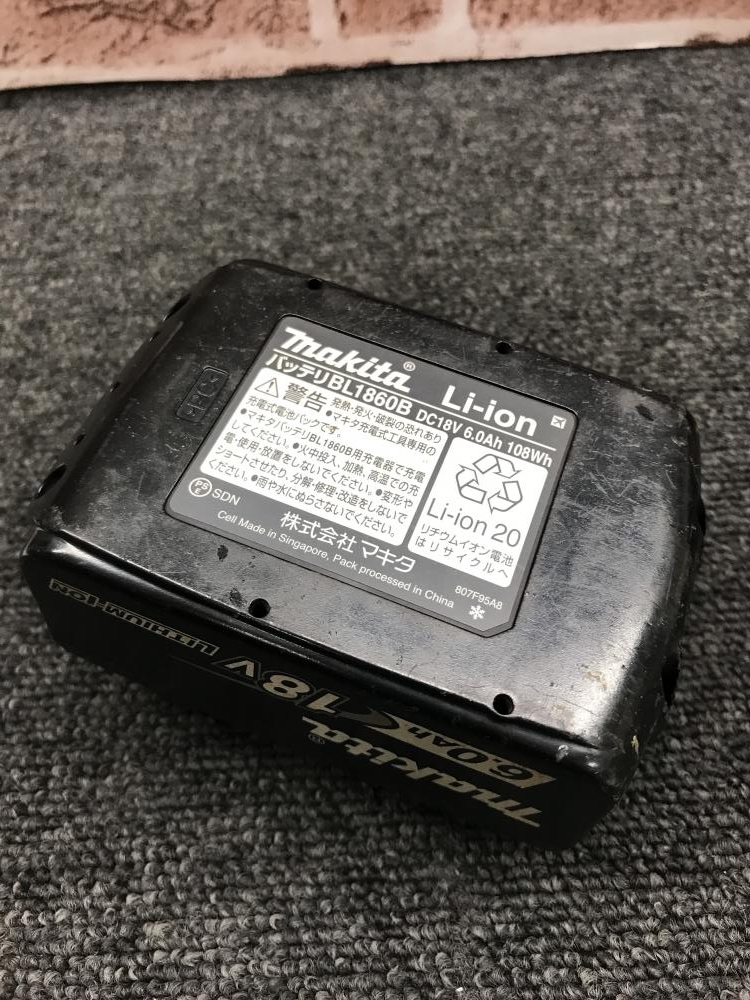 makita®
Li-ion
バッテリBL1860B DC18V 6.0Ah 108Wh
警告 発熱・発火・破裂の恐れあり
●マキタ充電式工具専用の
充電式電池パックです。
●マキタバッテリBL1860B用充電器で充電
してください。●火中投入、加熱、高温での充
電・使用・放置をしないでください。●変形や
ショートさせたり、分解・修理・改造をしないで
ください。●雨や水にぬらさないでください。
Li-ion 20
リチウムイオン電池
はリサイクルへ
PS
E
SDN
株式会社マキタ
Cell Made in Singapore, Pack processed in China
807F95A8
makita®
6.0Ah
18V
LITHIUM-ION